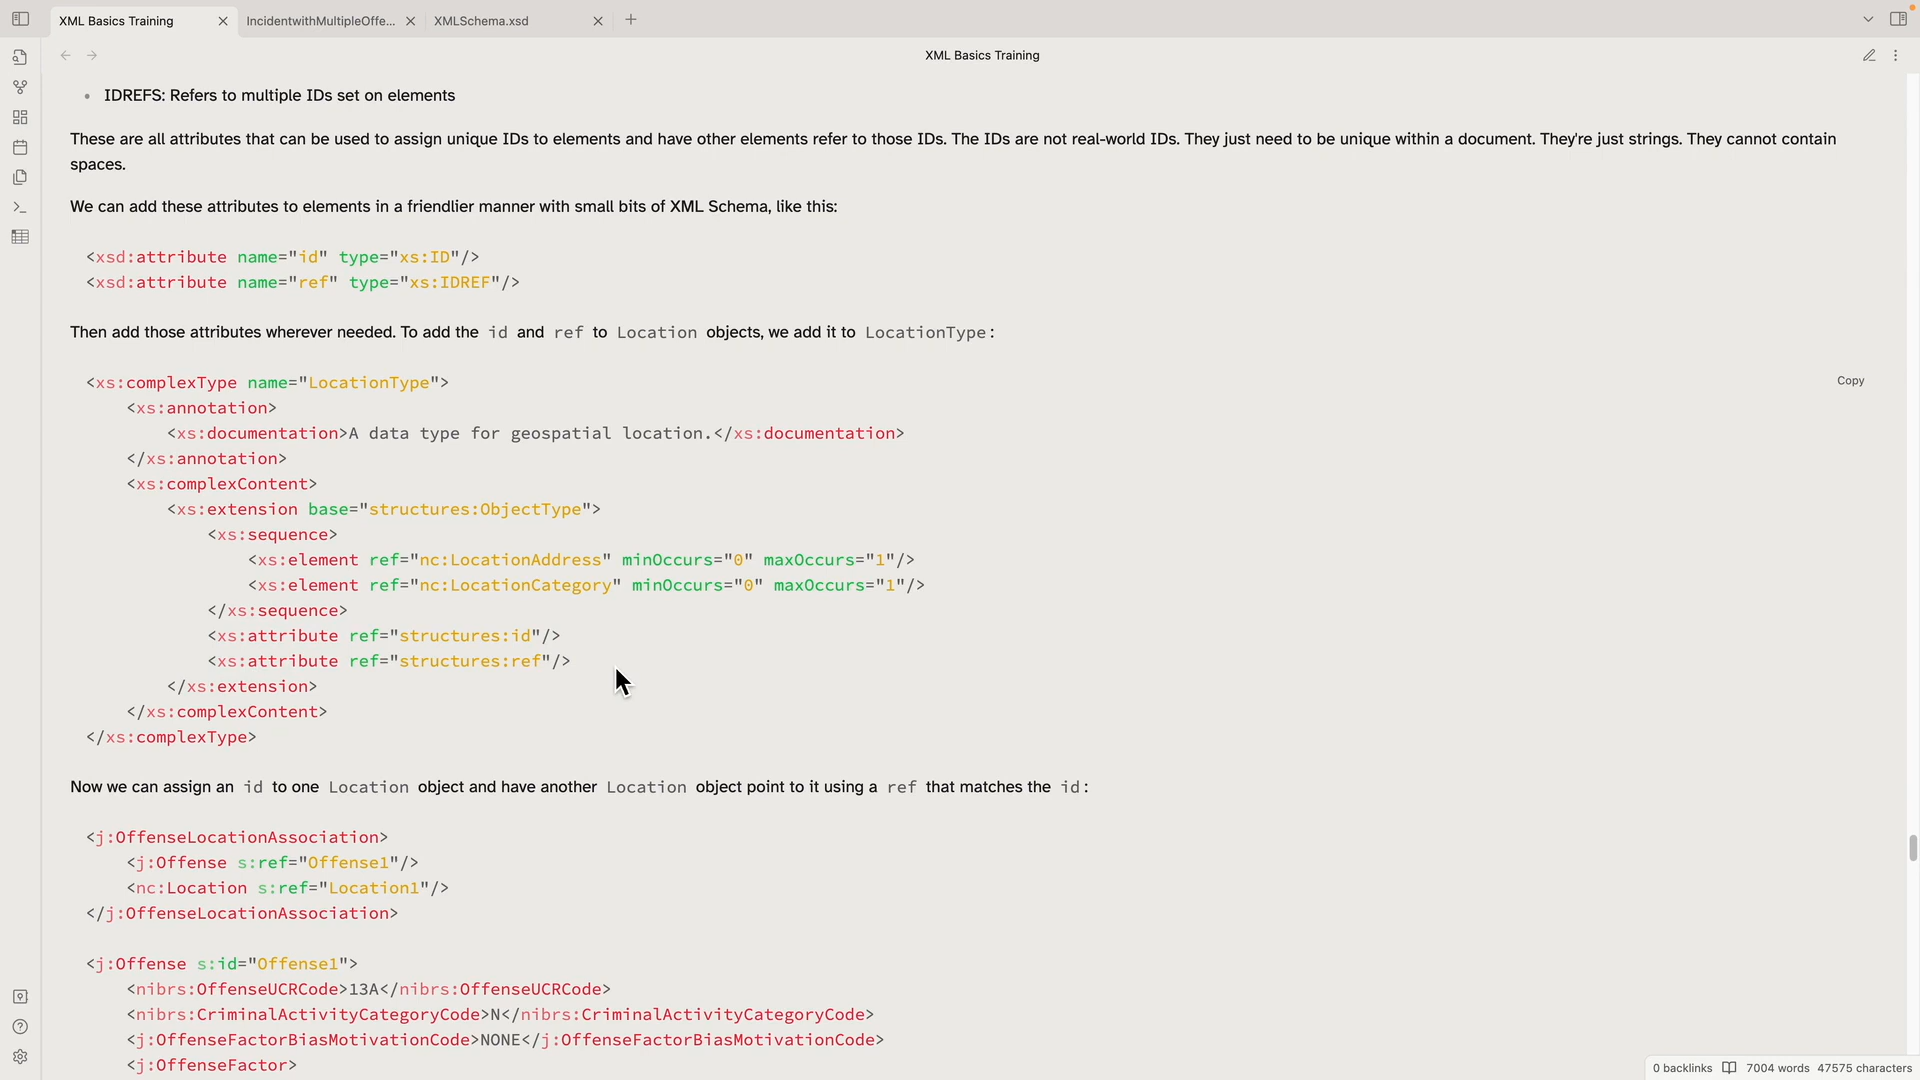 XML Basics Training
IncidentwithMultipleOffe...
XMLSchema.xsd
XML Basics Training
• IDREFS: Refers to multiple IDs set on elements
These are all attributes that can be used to assign unique IDs to elements and have other elements refer to those IDs. The IDs are not real-world IDs. They just need to be unique within a document. They're just strings. They cannot contain
spaces.
We can add these attributes to elements in a friendlier manner with small bits of XML Schema, like this:
<xsd:attribute name="id" type="xs:ID"/>
<xsd:attribute name="ref" type="xs:IDREF"/>
Then add those attributes wherever needed. To add the id and ref to Location objects, we add it to LocationType:
<xs:complexType name="LocationType">
Copy
<xs:annotation>
<xs:documentation>A data type for geospatial location.</xs:documentation>
</xs:annotation>
<xs:complexContent>
<xs:extension base="structures:ObjectType">
<xs:sequence>
<xs:element ref="nc:LocationAddress" minOccurs="0" maxOccurs="1"/>
<xs:element ref="nc:LocationCategory" minOccurs="0" maxOccurs="1"/>
</xs:sequence>
<xs:attribute ref="structures:id"/>
<xs:attribute ref="structures:ref"/>
</xs:extension>
</xs:complexContent>
</xs:complexType>
Now we can assign an id to one Location object and have another Location object point to it using a ref that matches the id:
<j:OffenseLocationAssociation>
<j:Offense s:ref="Offense1"/>
<nc:Location s:ref="Location1"/>
</j:OffenseLocationAssociation>
<j:Offense s:id="Offense1">
<nibrs:OffenseUCRCode>13A</nibrs:OffenseUCRCode>
<nibrs:CriminalActivityCategoryCode>N</nibrs:CriminalActivityCategoryCode>
<j:OffenseFactorBiasMotivationCode>NONE</j:OffenseFactorBiasMotivationCode>
<j:OffenseFactor>
0 backlinks 7004 words 47575 characters